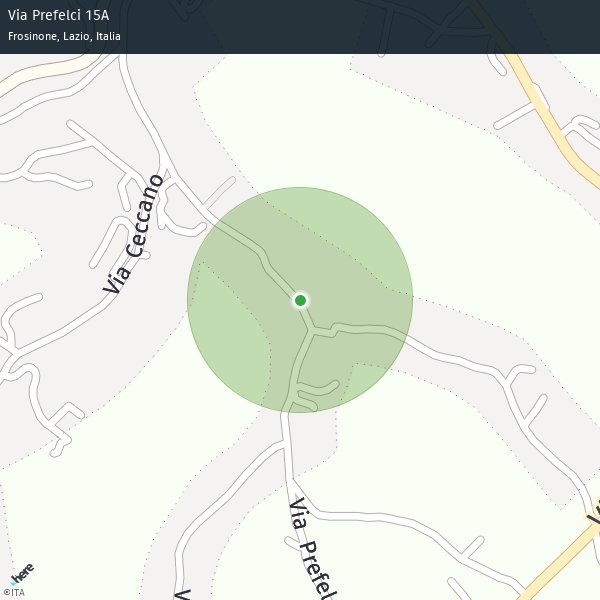 Via Prefelci 15A
Frosinone, Lazio, Italia
Via Ceccano
Via Prefel
here
©ITA